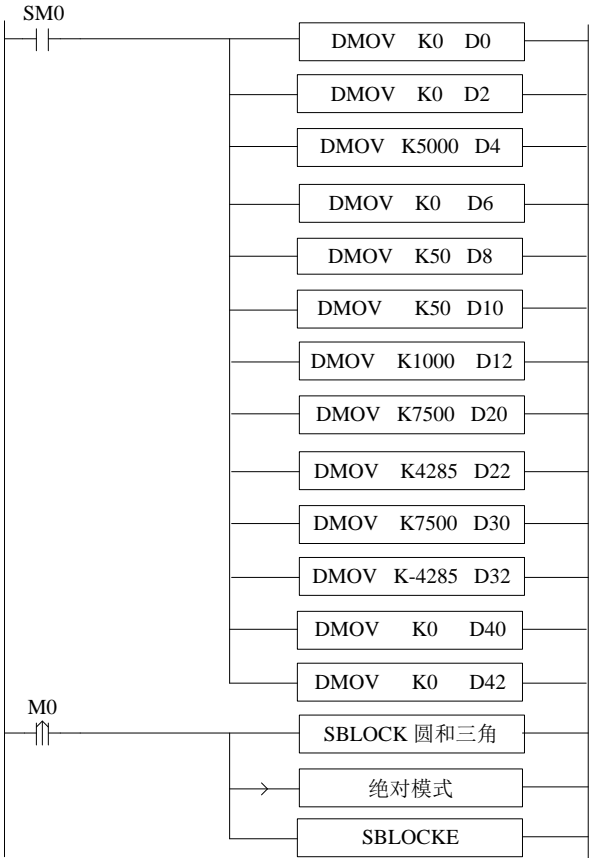 SM0
DMOV K0 D0
DMOV K0 D2
DMOV K5000 D4
DMOV K0 D6
DMOV K50 D8
DMOV K50 D10
DMOV K1000 D12
DMOV K7500 D20
DMOV K4285 D22
DMOV K7500 D30
DMOV K-4285 D32
DMOV K0 D40
DMOV K0 D42
M0
SBLOCK 圆和三角
绝对模式
SBLOCKE